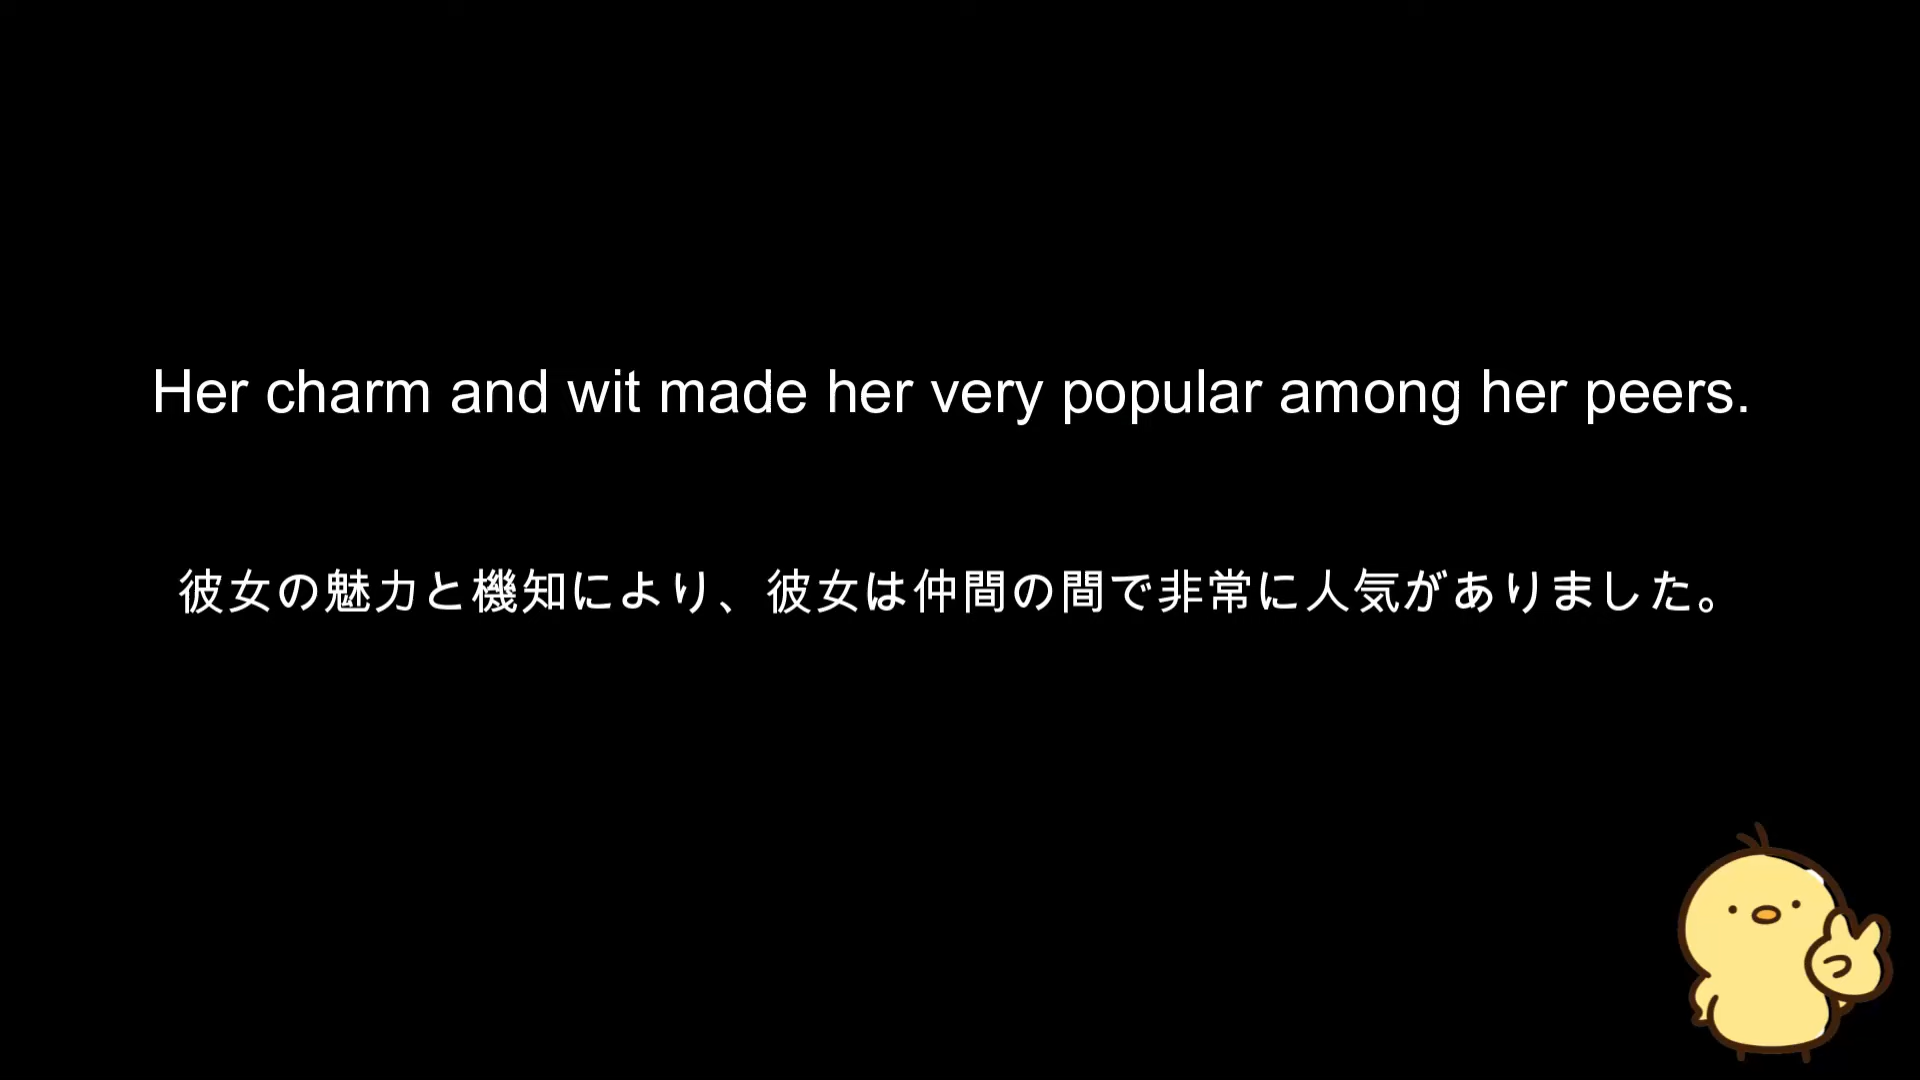 Her charm and wit made her very popular among her peers.
彼女の魅力と機知により、彼女は仲間の間で非常に人気がありました。